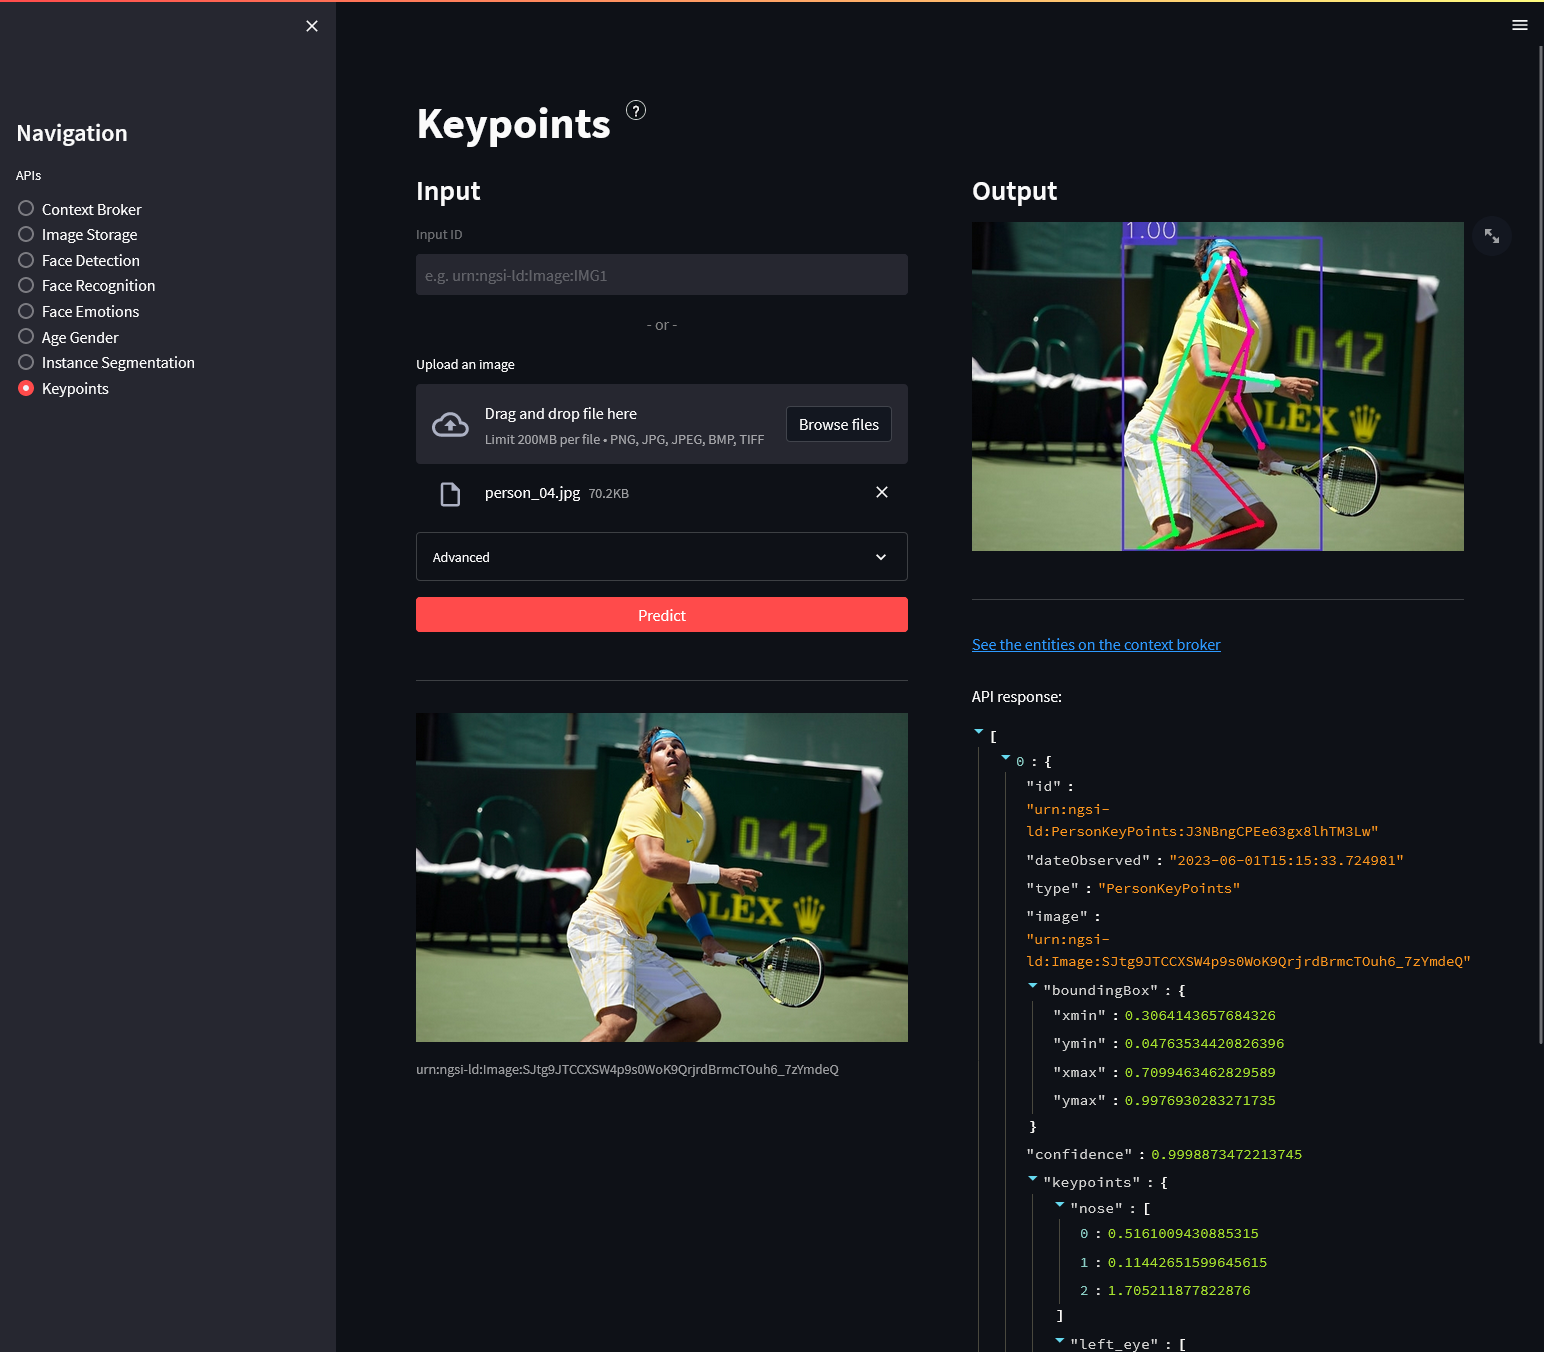 Navigation
APIs
Context Broker
Image Storage
Face Detection
Face Recognition
Face Emotions
Age Gender
Instance Segmentation
Keypoints
Keypoints
Input
Input ID
e.g. urn:ngsi-ld:Image:IMG1
- or -
Upload an image
Drag and drop file here
Limit 200MB per file • PNG, JPG, JPEG, BMP, TIFF
Browse files
person_04.jpg 70.2KB
Advanced
Predict
0.17
ROLEX
urn:ngsi-ld:Image:SJtg9JTCCXSW4p9s0WoK9QrjrdBrmcTOuh6_7zYmdeQ
Output
1.00
0.17
ROLEX
See the entities on the context broker
API response:
[
0 : {
"id" :
"urn:ngsi-
ld:PersonKeyPoints:J3NBngCPEe63gx8lhTM3Lw"
"dateObserved" : "2023-06-01T15:15:33.724981"
"type" : "PersonKeyPoints"
"image" :
"urn:ngsi-
ld:Image:SJtg9JTCCXSW4p9s0WoK9QrjrdBrmcTOuh6_7zYmdeQ"
"boundingBox" : {
"xmin" : 0.3064143657684326
"ymin" : 0.04763534420826396
"xmax" : 0.7099463462829589
"ymax" : 0.9976930283271735
}
"confidence" : 0.9998873472213745
"keypoints" : {
"nose" : [
0 : 0.5161009430885315
1 : 0.11442651599645615
2 : 1.705211877822876
]
"left_eye" : [